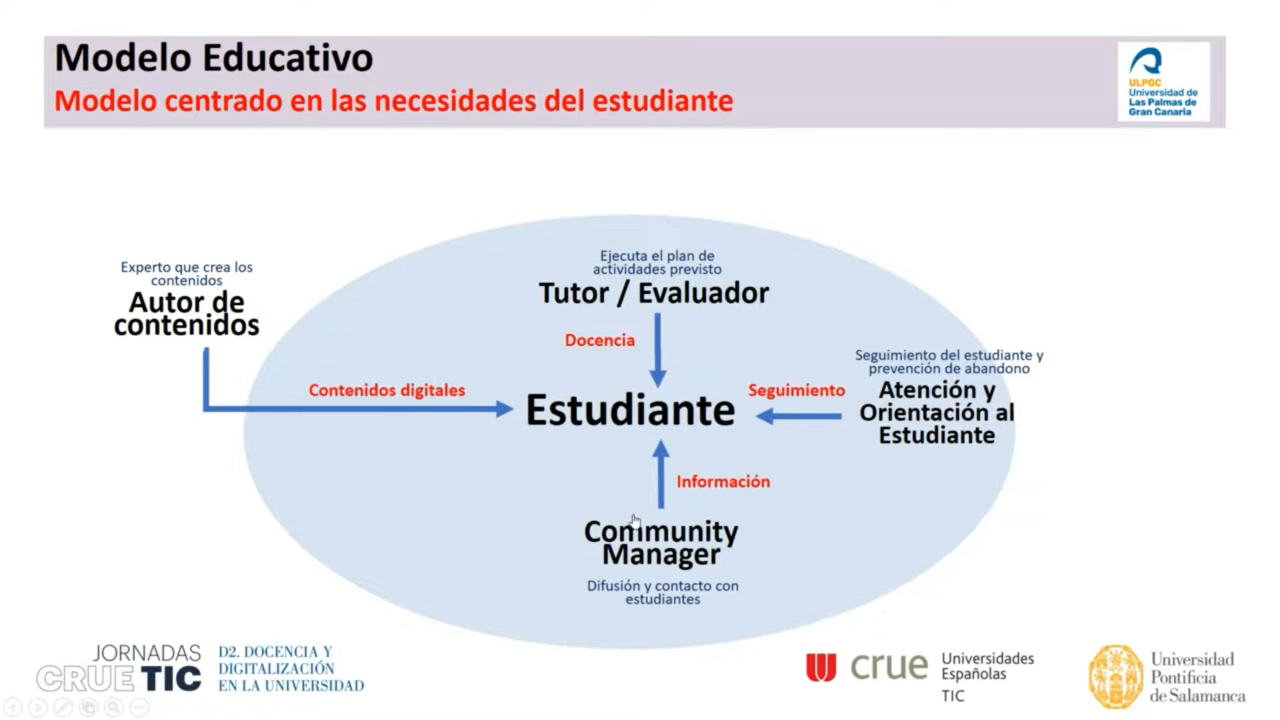 Modelo Educativo
Modelo centrado en las necesidades del estudiante
ULPGC
Universidad de
Las Palmas de
Gran Canaria
Experto que crea los
contenidos
Autor de
contenidos
Ejecuta el plan de
actividades previsto
Tutor / Evaluador
Docencia
Contenidos digitales
Estudiante
Seguimiento
Seguimiento del estudiante y
prevención de abandono
Atención y
Orientación al
Estudiante
Información
Community
Manager
Difusión y contacto con
estudiantes
JORNADAS
CRUE TIC
D2. DOCENCIA Y
DIGITALIZACIÓN
EN LA UNIVERSIDAD
crue
Universidades
Españolas
TIC
Universidad
Pontificia
de Salamanca